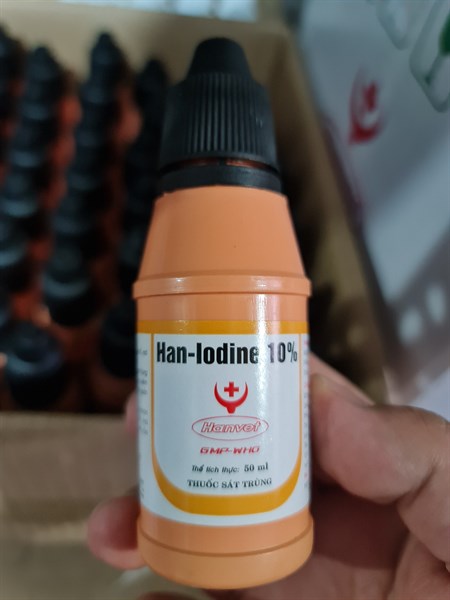 Han-Iodine 10%
Hanvet
GMP-WHO
Thể tích thực: 50 ml
THUỐC SÁT TRÙNG